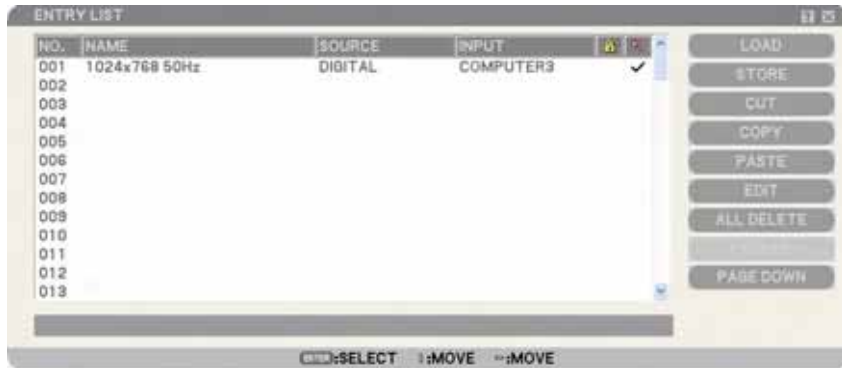 ENTRY LIST
NO. NAME SOURCE INPUT
001 1024x768 50Hz DIGITAL COMPUTER3
002
003
004
005
006
007
008
009
010
011
012
013
LOAD
STORE
CUT
COPY
PASTE
EDIT
ALL DELETE
PAGE DOWN
ENTER:SELECT :MOVE :MOVE